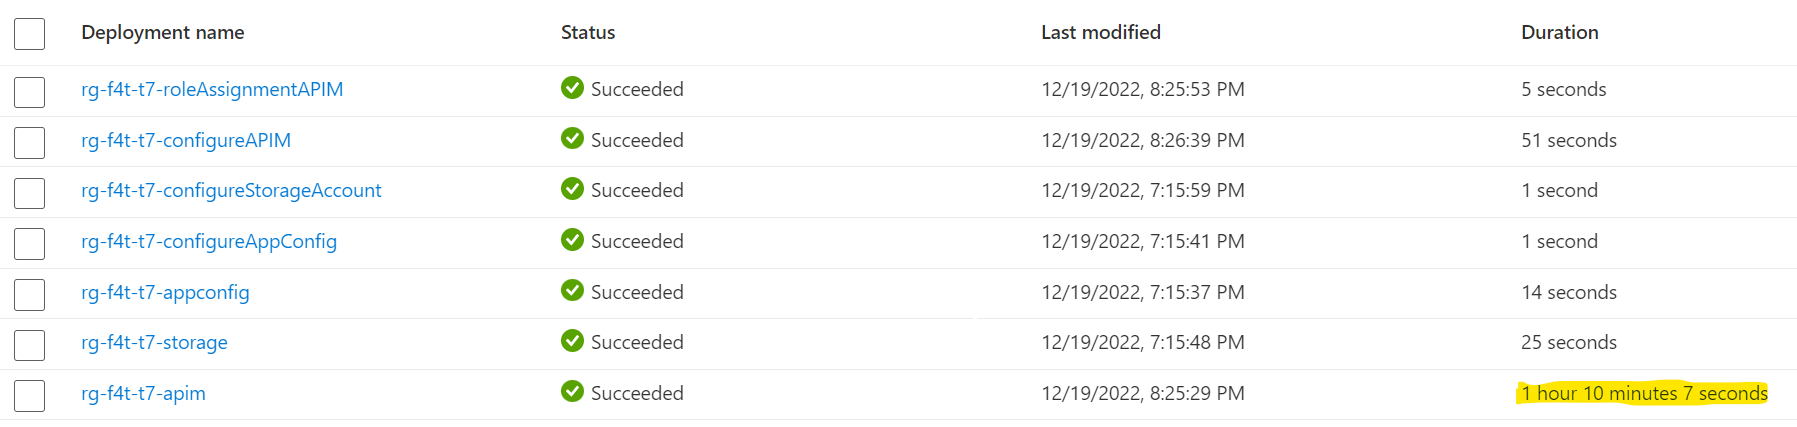 Deployment name Status Last modified Duration
rg-f4t-t7-roleAssignmentAPIM Succeeded 12/19/2022, 8:25:53 PM 5 seconds
rg-f4t-t7-configureAPIM Succeeded 12/19/2022, 8:26:39 PM 51 seconds
rg-f4t-t7-configureStorageAccount Succeeded 12/19/2022, 7:15:59 PM 1 second
rg-f4t-t7-configureAppConfig Succeeded 12/19/2022, 7:15:41 PM 1 second
rg-f4t-t7-appconfig Succeeded 12/19/2022, 7:15:37 PM 14 seconds
rg-f4t-t7-storage Succeeded 12/19/2022, 7:15:48 PM 25 seconds
rg-f4t-t7-apim Succeeded 12/19/2022, 8:25:29 PM 1 hour 10 minutes 7 seconds